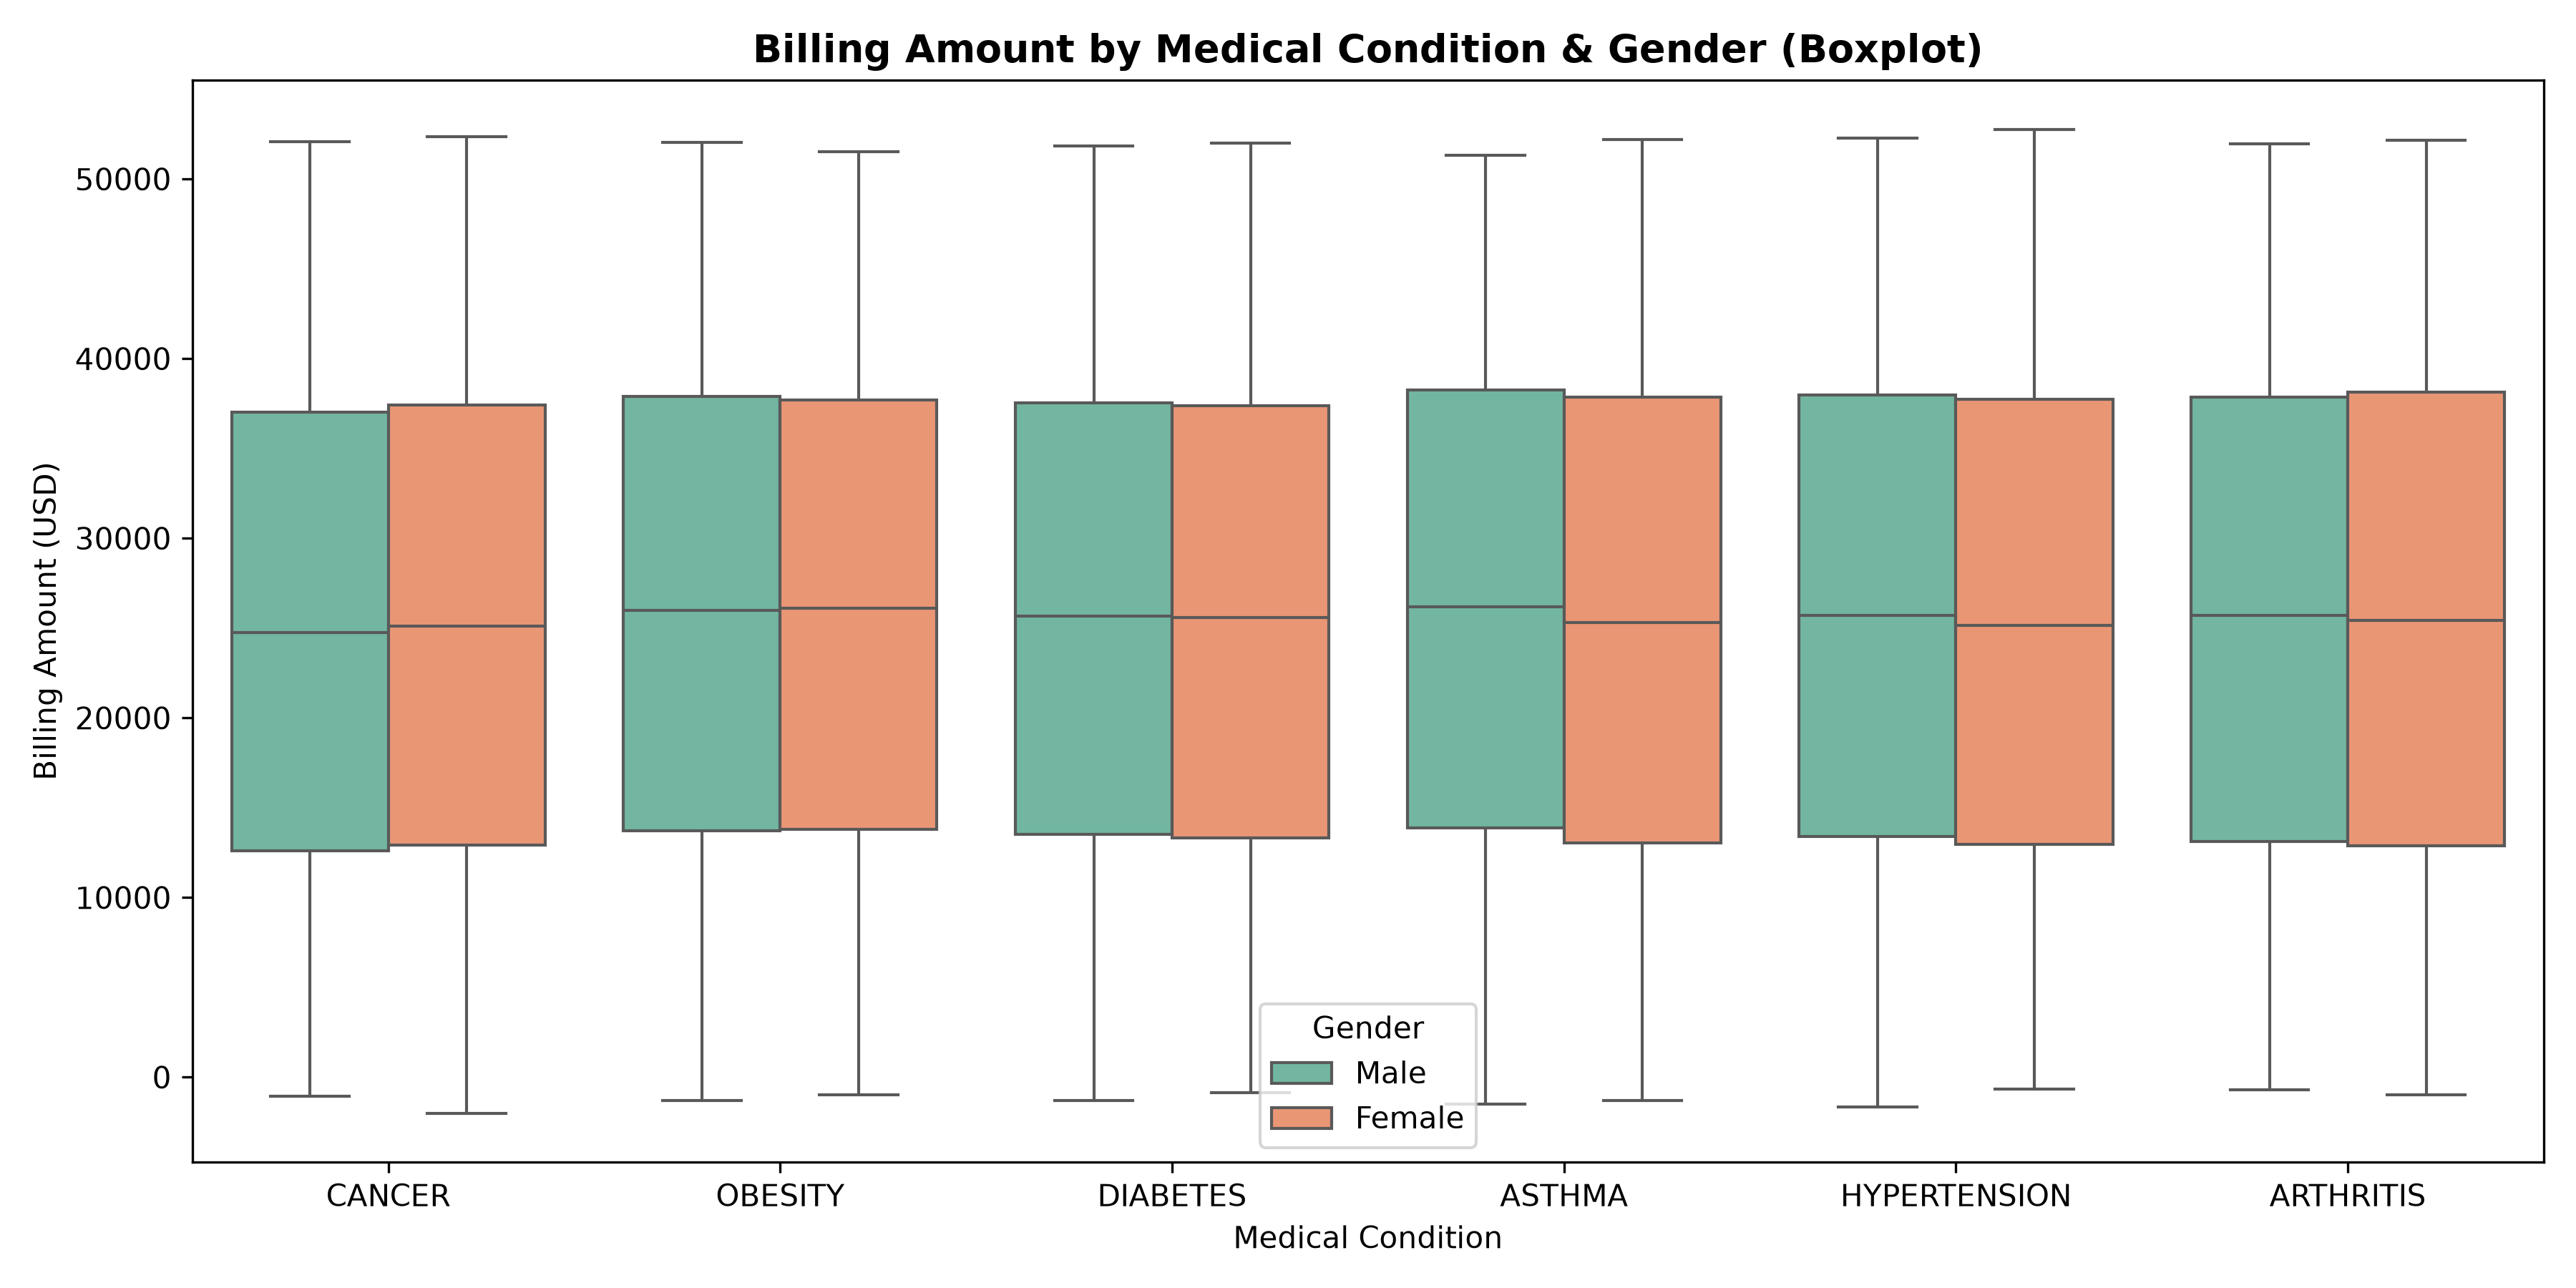 Billing Amount by Medical Condition & Gender (Boxplot)
Billing Amount (USD)
50000
40000
30000
20000
10000
0
Gender
Male
Female
CANCER
OBESITY
DIABETES
ASTHMA
HYPERTENSION
ARTHRITIS
Medical Condition